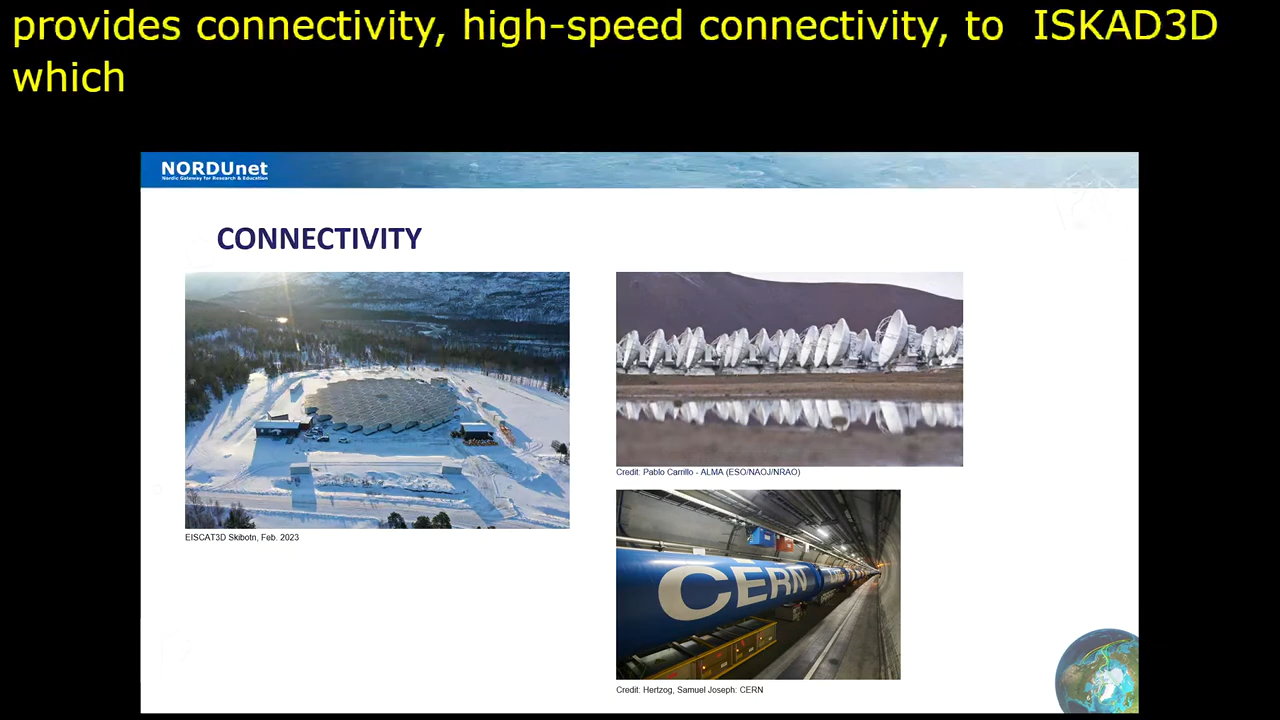 provides connectivity, high-speed connectivity, to ISKAD3D
which
NORDUnet
Nordic Gateway for Research & Education
CONNECTIVITY
Credit: Pablo Carrillo - ALMA (ESO/NAOJ/NRAO)
EISCAT3D Skibotn, Feb. 2023
CERN
Credit: Hertzog, Samuel Joseph: CERN